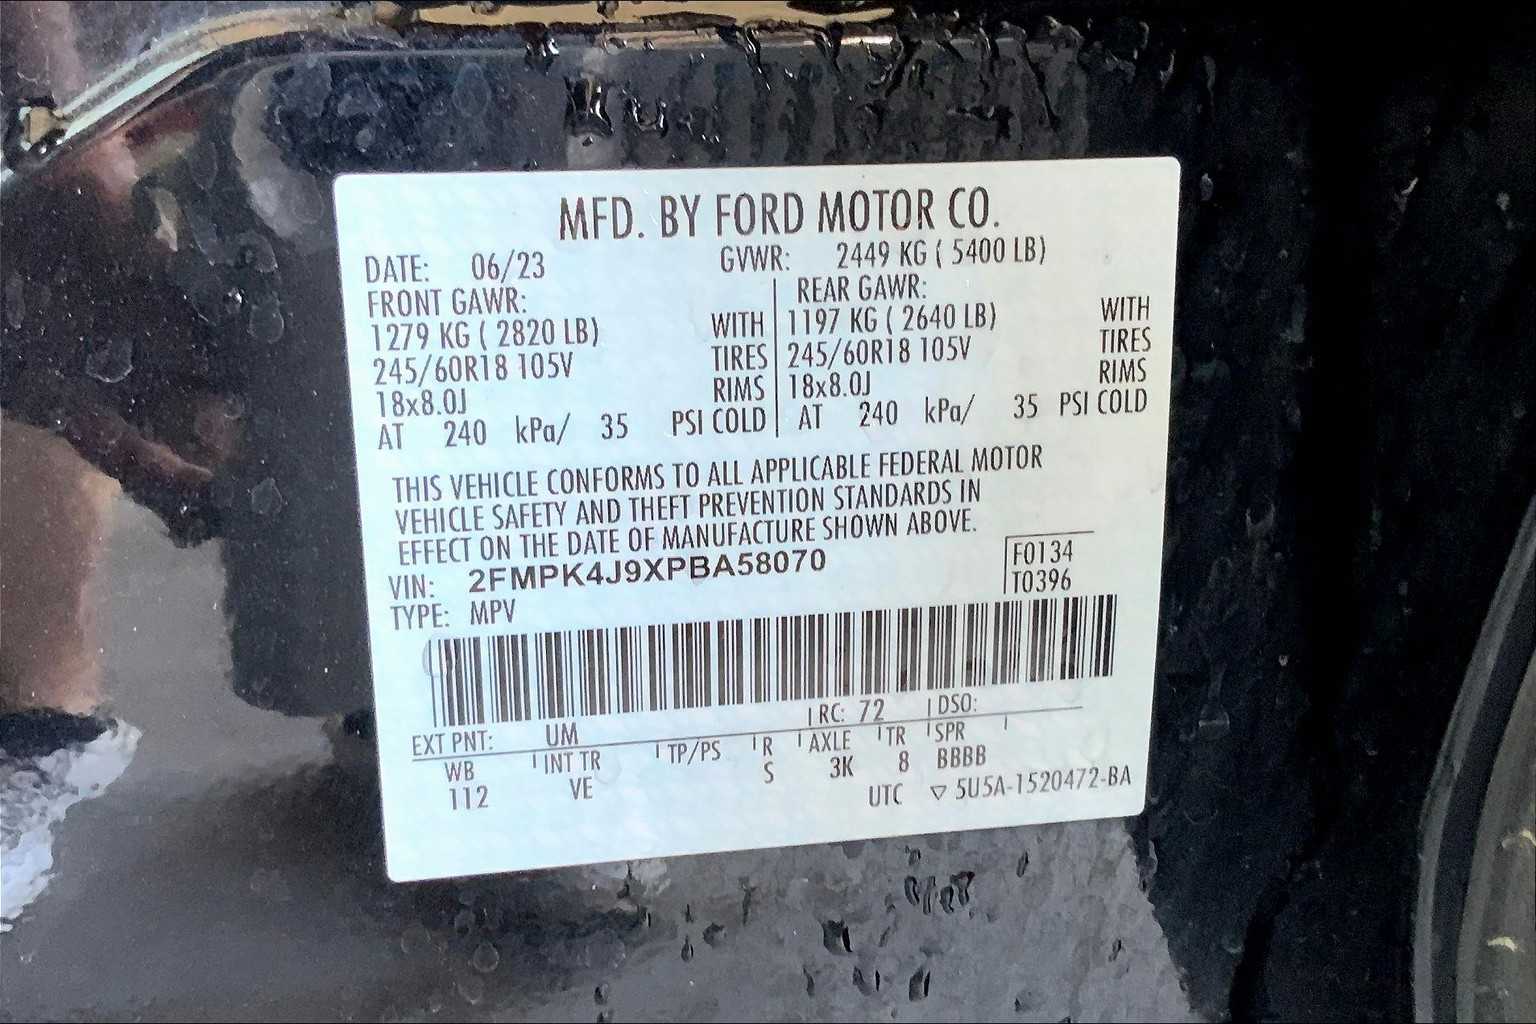 MFD. BY FORD MOTOR CO.
DATE: 06/23 GVWR: 2449 KG ( 5400 LB)
FRONT GAWR: REAR GAWR:
1279 KG ( 2820 LB) WITH 1197 KG ( 2640 LB) WITH
245/60R18 105V TIRES 245/60R18 105V TIRES
18x8.0J RIMS 18x8.0J RIMS
AT 240 kPa/ 35 PSI COLD AT 240 kPa/ 35 PSI COLD
THIS VEHICLE CONFORMS TO ALL APPLICABLE FEDERAL MOTOR
VEHICLE SAFETY AND THEFT PREVENTION STANDARDS IN
EFFECT ON THE DATE OF MANUFACTURE SHOWN ABOVE.
VIN: 2FMPK4J9XPBA58070 F0134
TYPE: MPV T0396
EXT PNT: UM RC: 72 DSO:
WB INT TR TP/PS R AXLE TR SPR
112 VE S 3K 8 BBBB
UTC ▽ 5U5A-1520472-BA